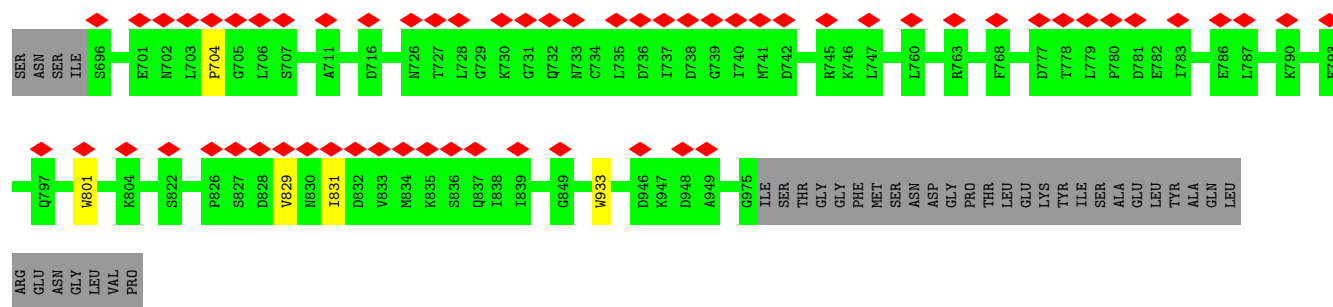 SER ASN SER ILE S696 E701 N702 L703 P704 G705 L706 S707 A711 D716 N726 T727 L728 G729 K730 G731 Q732 N733 C734 L735 D736 I737 D738 G739 I740 M741 D742 R745 K746 L747 L760 R763 F768 D777 T778 L779 P780 D781 E782 I783 E786 L787 K790
Q797 W801 K804 S822 P826 S827 D828 V829 N830 I831 D832 V833 M834 K835 S836 Q837 I838 I839 G849 W933 D946 K947 D948 A949 G975 ILE SER THR GLY GLY PHE MET SER ASN ASP GLY PRO THR LEU GLU LYS TYR ILE SER ALA GLU LEU TYR ALA GLN LEU
ARG GLU ASN GLY LEU VAL PRO